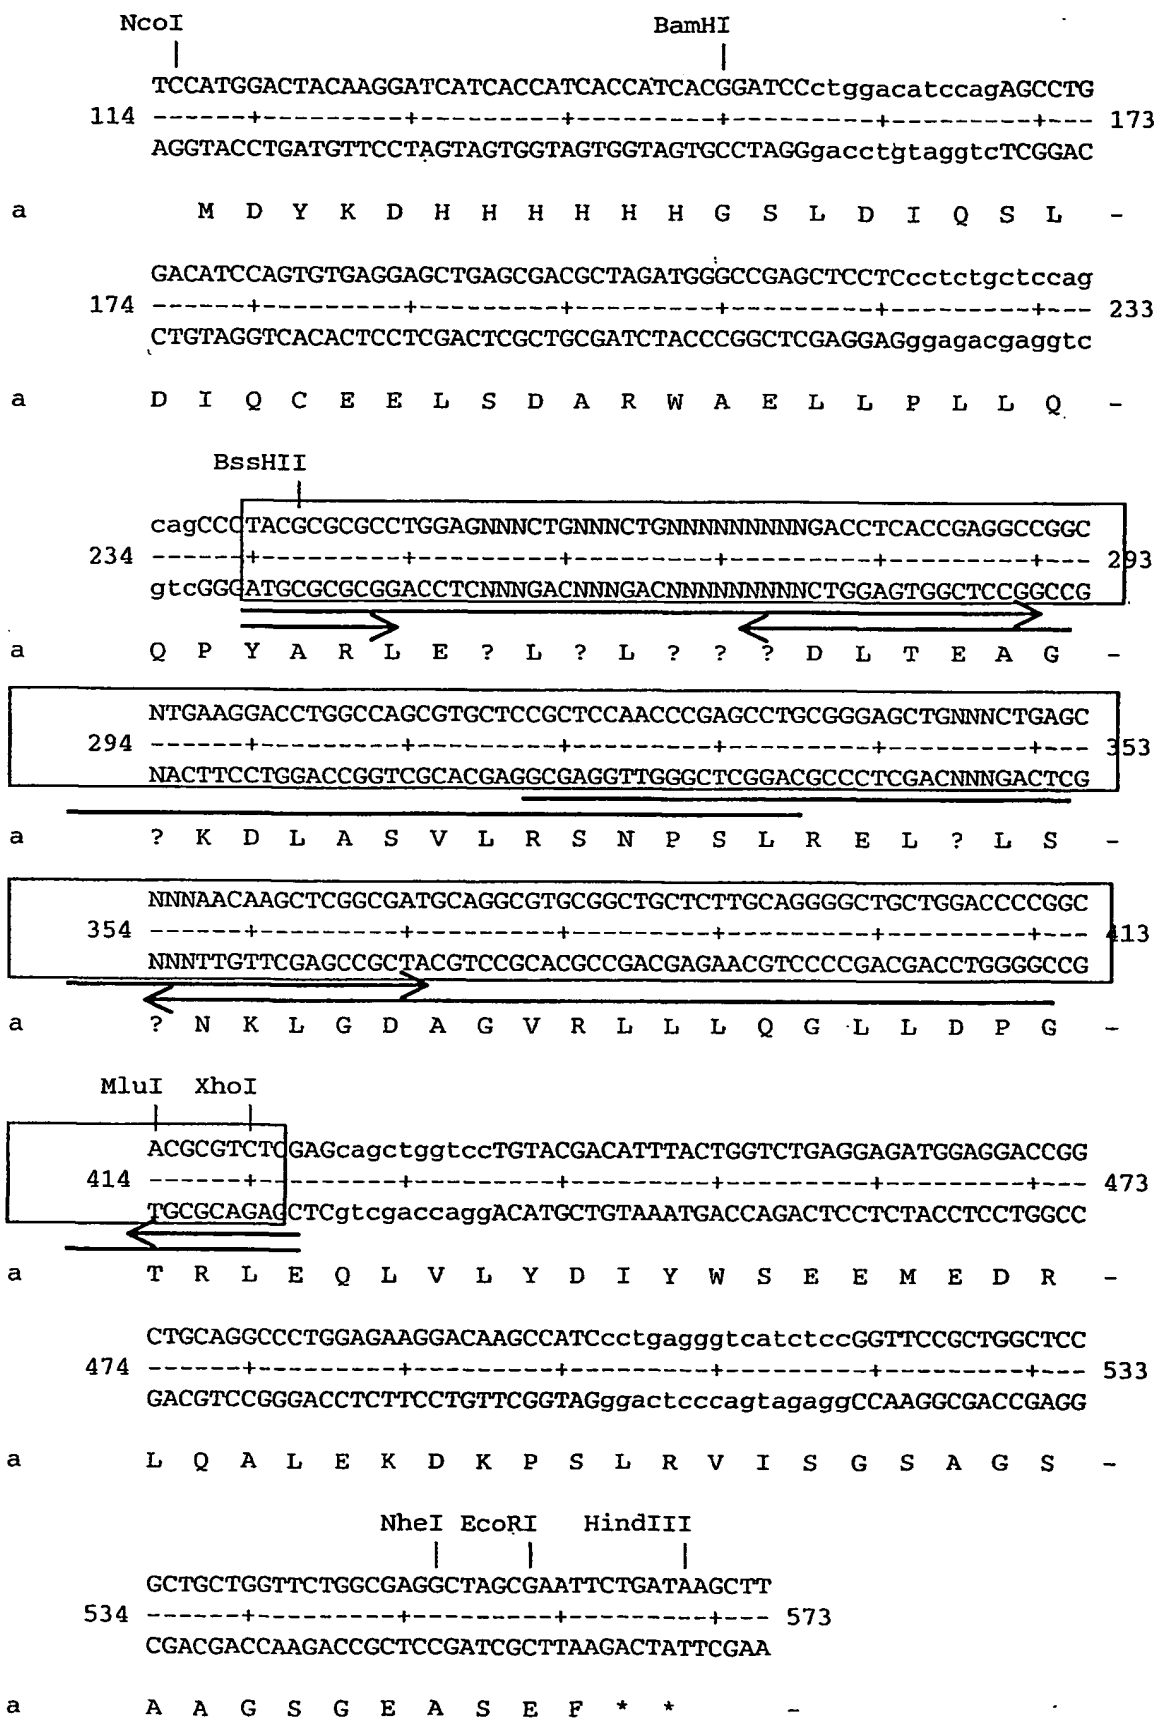 NcoI BamHI
TCCATGGACTACAAGGATCATCACCATCACCATCACGGATCCctggacatccagAGCCTG
114 ------+---------+---------+---------+---------+---------+--- 173
AGGTACCTGATGTTCCTAGTAGTGGTAGTGGTAGTGCCTAGGgacctgtaggtcTCGGAC
a M D Y K D H H H H H H G S L D I Q S L -
GACATCCAGTGTGAGGAGCTGAGCGACGCTAGATGGGCCGAGCTCCTCcctctgctccag
174 ------+---------+---------+---------+---------+---------+--- 233
CTGTAGGTCACACTCCTCGACTCGCTGCGATCTACCCGGCTCGAGGAGggagacgaggtc
a D I Q C E E L S D A R W A E L L P L L Q -
BssHII
cagCCCTACGCGCGCCTGGAGNNNCTGNNNCTGNNNNNNNNNGACCTCACCGAGGCCGGC
234 ------+---------+---------+---------+---------+---------+--- 293
gtcGGGATGCGCGCGGACCTCNNNGACNNNGACNNNNNNNNNCTGGAGTGGCTCCGGCCG
a Q P Y A R L E ? L ? L ? ? ? D L T E A G -
NTGAAGGACCTGGCCAGCGTGCTCCGCTCCAACCCGAGCCTGCGGGAGCTGNNNCTGAGC
294 ------+---------+---------+---------+---------+---------+--- 353
NACTTCCTGGACCGGTCGCACGAGGCGAGGTTGGGCTCGGACGCCCTCGACNNNGACTCG
a ? K D L A S V L R S N P S L R E L ? L S -
NNNAACAAGCTCGGCGATGCAGGCGTGCGGCTGCTCTTGCAGGGGCTGCTGGACCCCGGC
354 ------+---------+---------+---------+---------+---------+--- 413
NNNTTGTTCGAGCCGCTACGTCCGCACGCCGACGAGAACGTCCCCGACGACCTGGGGCCG
a ? N K L G D A G V R L L L Q G L L D P G -
MluI XhoI
ACGCGTCTCGAGcagctggtccTGTACGACATTTACTGGTCTGAGGAGATGGAGGACCGG
414 ------+---------+---------+---------+---------+---------+--- 473
TGCGCAGAGCTCgtcgaccaggACATGCTGTAAATGACCAGACTCCTCTACCTCCTGGCC
a T R L E Q L V L Y D I Y W S E E M E D R -
CTGCAGGCCCTGGAGAAGGACAAGCCATCcctgagggtcatctccGGTTCCGCTGGCTCC
474 ------+---------+---------+---------+---------+---------+--- 533
GACGTCCGGGACCTCTTCCTGTTCGGTAGggactcccagtagaggCCAAGGCGACCGAGG
a L Q A L E K D K P S L R V I S G S A G S -
NheI EcoRI HindIII
GCTGCTGGTTCTGGCGAGGCTAGCGAATTCTGATAAGCTT
534 ------+---------+---------+---------+--- 573
CGACGACCAAGACCGCTCCGATCGCTTAAGACTATTCGAA
a A A G S G E A S E F * * -